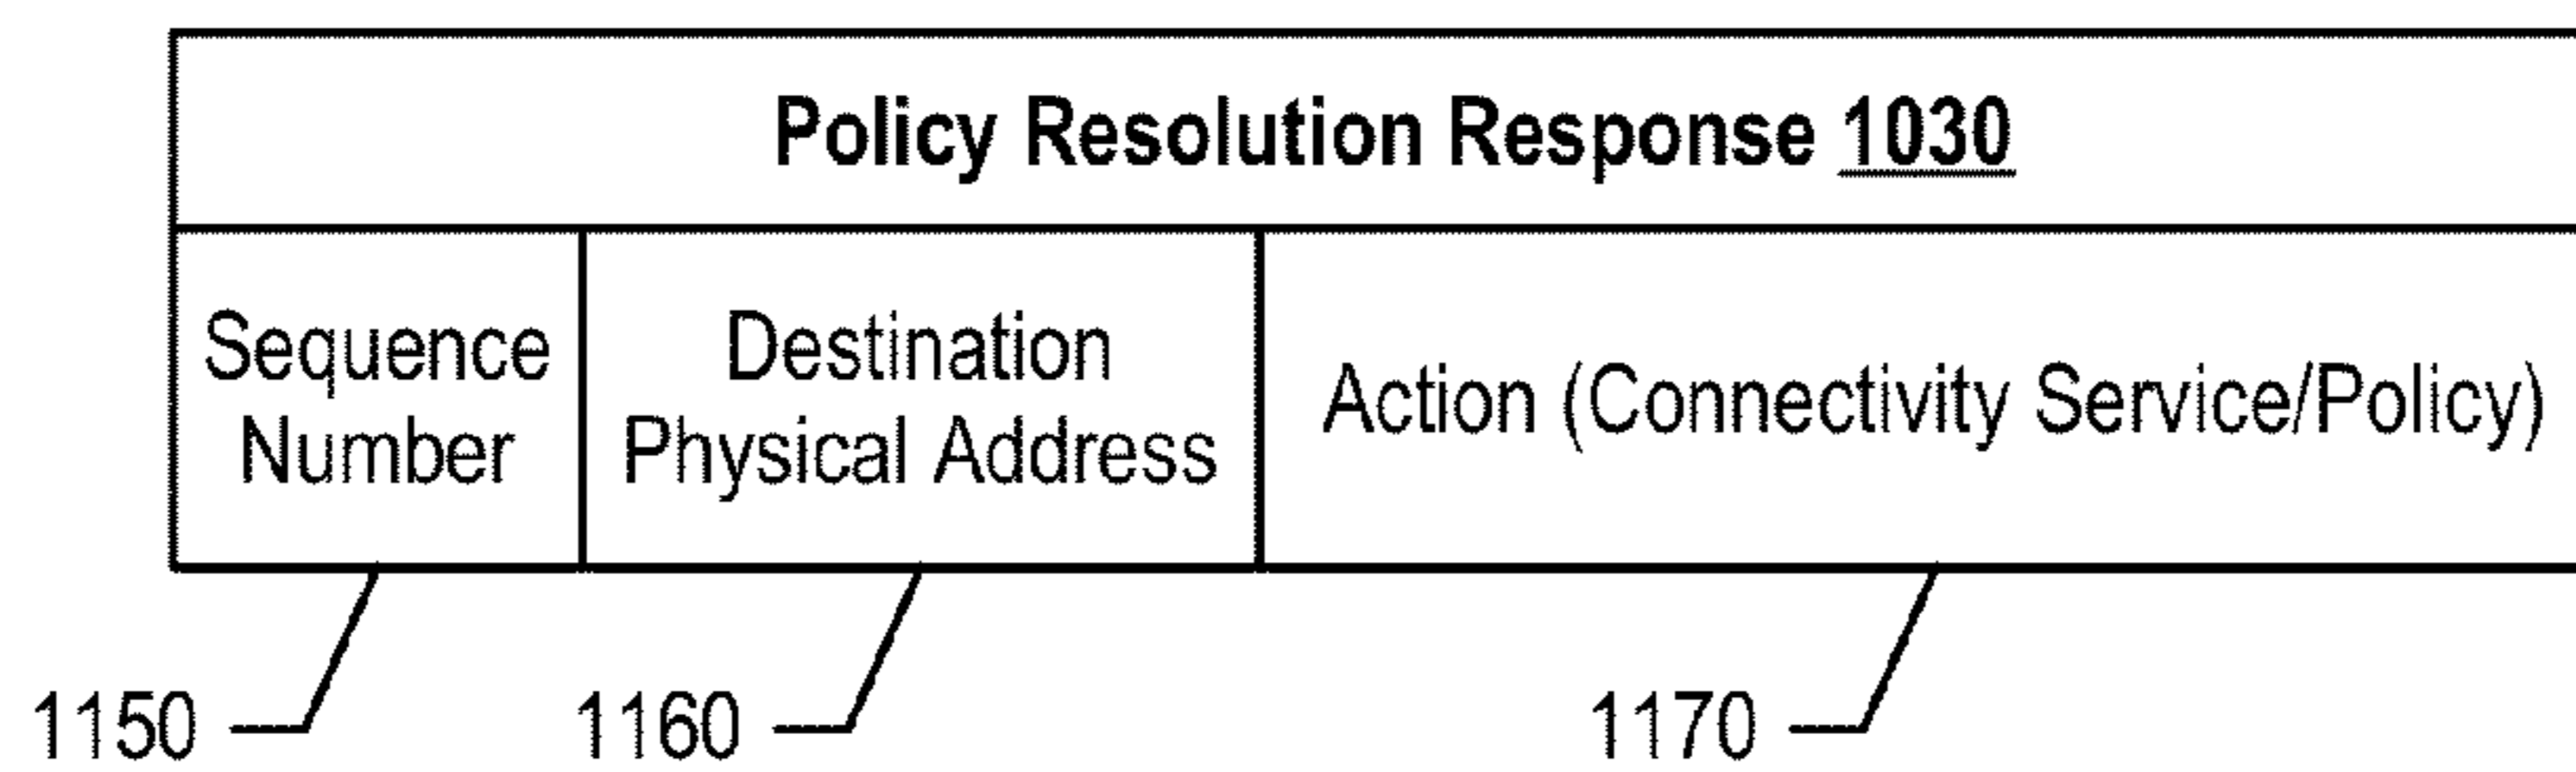 Policy Resolution Response 1030
Sequence
Number
Destination
Physical Address
Action (Connectivity Service/Policy)
1150
1160
1170